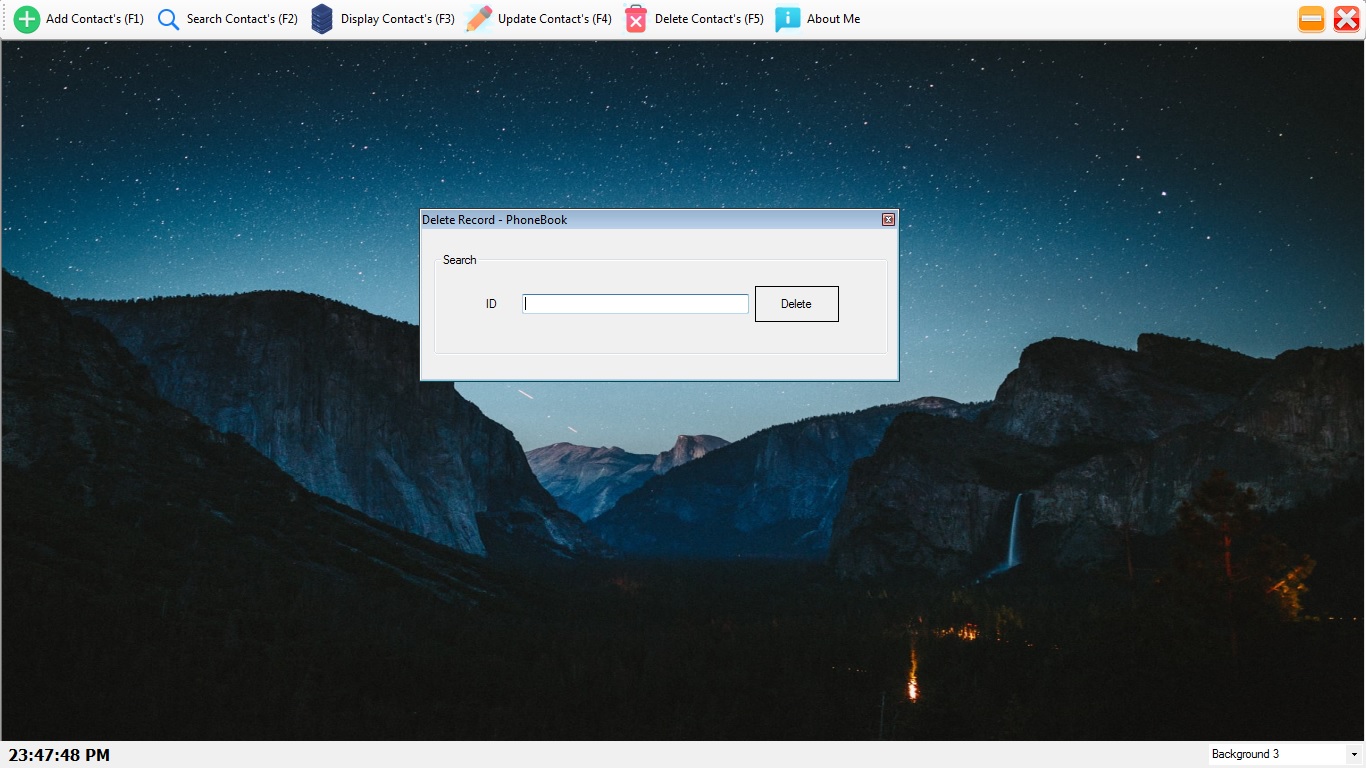 Add Contact's (F1) Search Contact's (F2) Display Contact's (F3) Update Contact's (F4) Delete Contact's (F5) About Me
Delete Record - PhoneBook
Search
ID Delete
23:47:48 PM Background 3